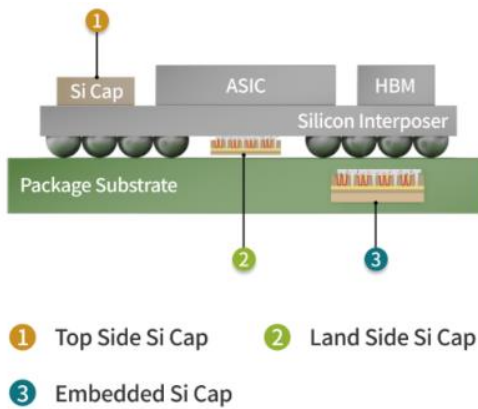 1
Si Cap
ASIC
HBM
Silicon Interposer
Package Substrate
2
3
1 Top Side Si Cap
2 Land Side Si Cap
3 Embedded Si Cap